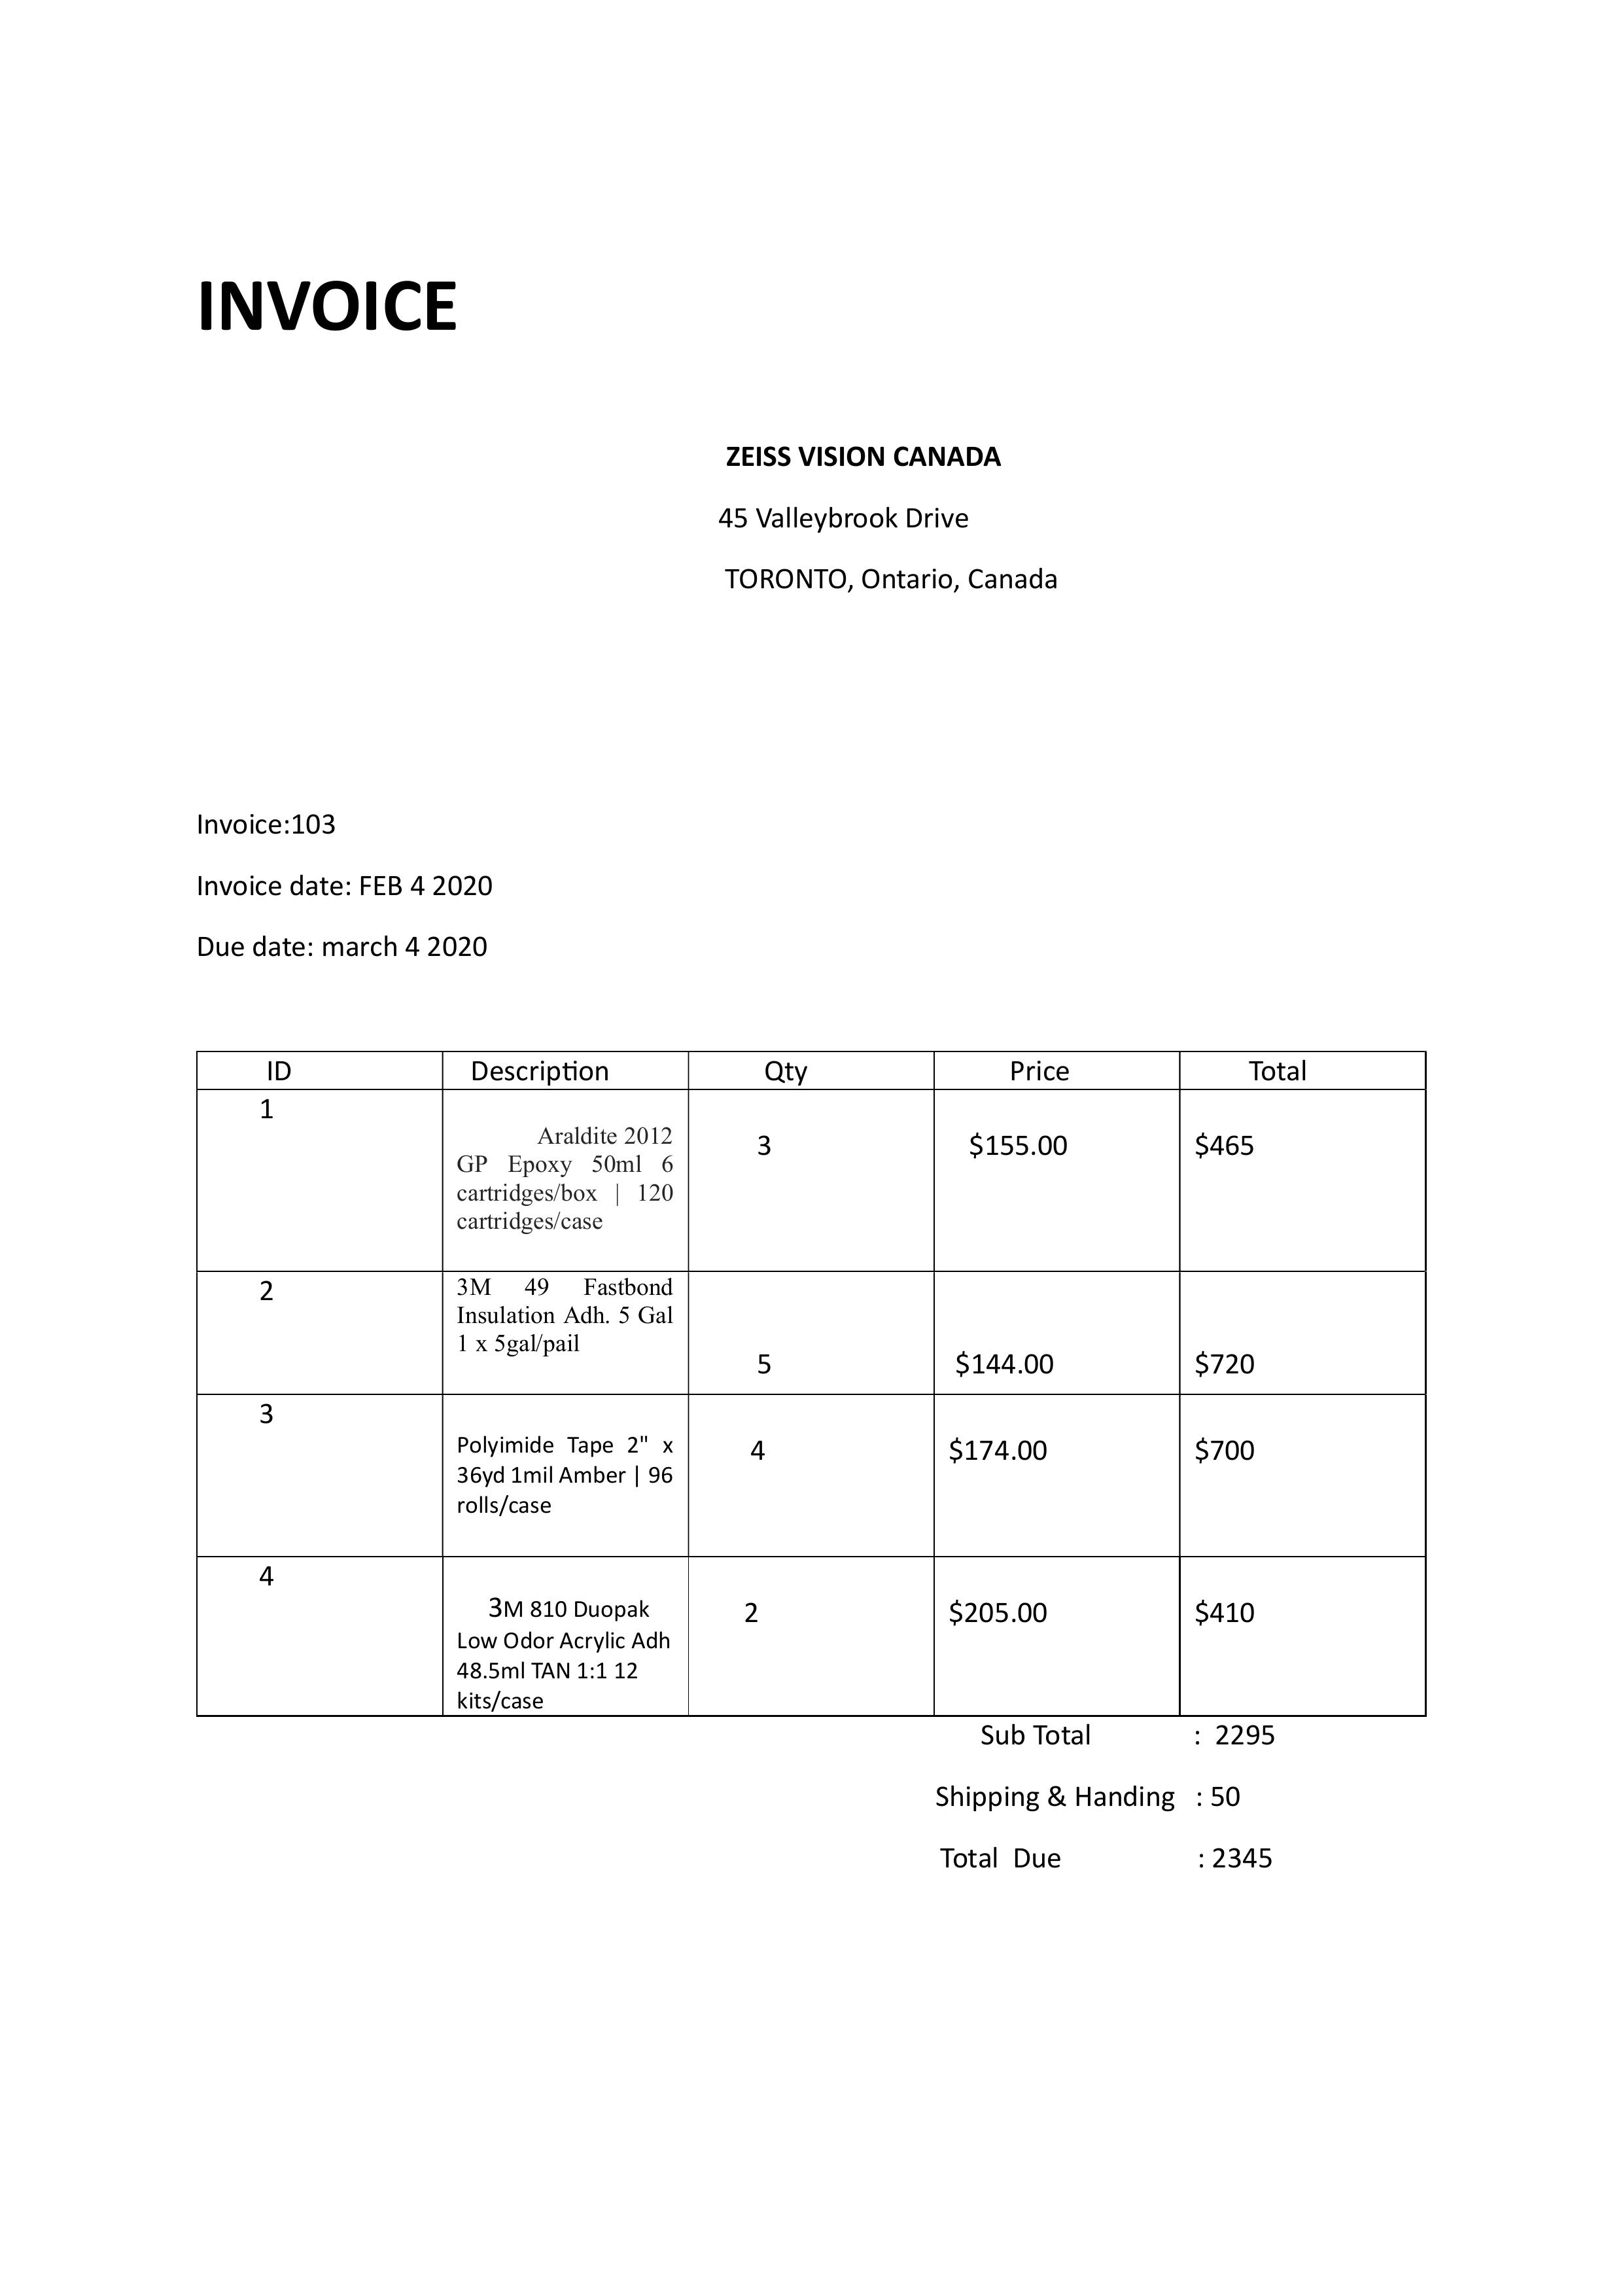 INVOICE
ZEISS VISION CANADA
45 Valleybrook Drive
TORONTO, Ontario, Canada
Invoice:103
Invoice date: FEB 4 2020
Due date: march 4 2020
ID Description Qty Price Total
1
Araldite 2012
GP Epoxy 50ml 6
cartridges/box | 120
cartridges/case
3 $155.00 $465
2
3M 49 Fastbond
Insulation Adh. 5 Gal
1 x 5gal/pail
5 $144.00 $720
3
Polyimide Tape 2" x
36yd 1mil Amber | 96
rolls/case
4 $174.00 $700
4
3M 810 Duopak
Low Odor Acrylic Adh
48.5ml TAN 1:1 12
kits/case
2 $205.00 $410
Sub Total : 2295
Shipping & Handing : 50
Total Due : 2345